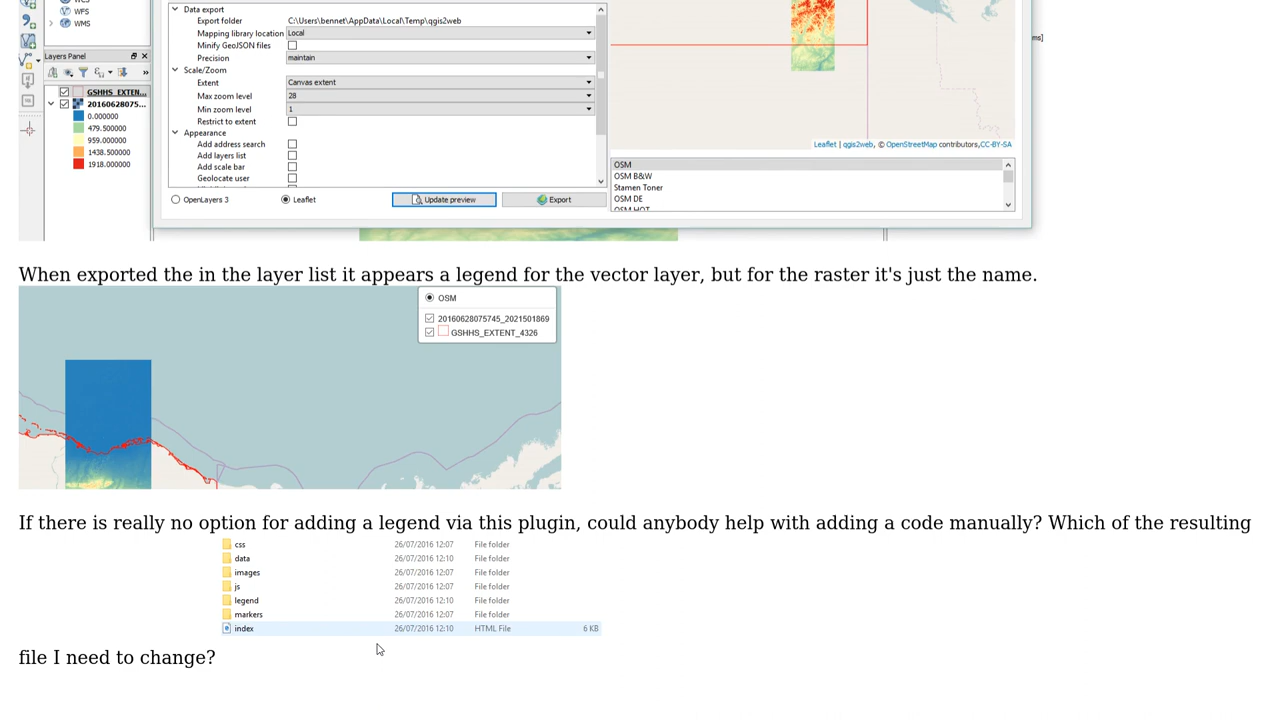 WFS
WMS
Layers Panel
GSHHS_EXTEN...
20160628075...
0.000000
479.500000
959.000000
1438.500000
1918.000000
Data export
Export folder C:\Users\bennet\AppData\Local\Temp\qgis2web
Mapping library location Local
Minify GeoJSON files
Precision maintain
Scale/Zoom
Extent Canvas extent
Max zoom level 28
Min zoom level 1
Restrict to extent
Appearance
Add address search
Add layers list
Add scale bar
Geolocate user
OpenLayers 3 Leaflet Update preview Export
Leaflet | qgis2web, © OpenStreetMap contributors,CC-BY-SA
OSM
OSM B&W
Stamen Toner
OSM DE
OSM HOT
ms]
When exported the in the layer list it appears a legend for the vector layer, but for the raster it's just the name.
OSM
20160628075745_2021501869
GSHHS_EXTENT_4326
If there is really no option for adding a legend via this plugin, could anybody help with adding a code manually? Which of the resulting
css 26/07/2016 12:07 File folder
data 26/07/2016 12:10 File folder
images 26/07/2016 12:07 File folder
js 26/07/2016 12:07 File folder
legend 26/07/2016 12:10 File folder
markers 26/07/2016 12:07 File folder
index 26/07/2016 12:10 HTML File 6 KB
file I need to change?